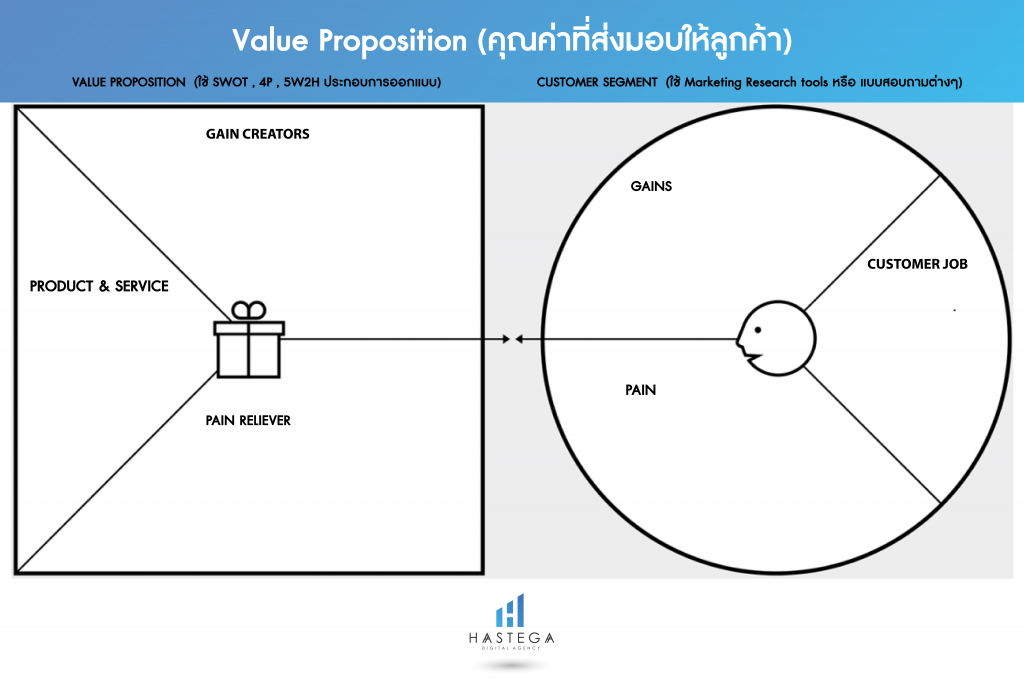 Value Proposition (คุณค่าที่ส่งมอบให้ลูกค้า)
VALUE PROPOSITION (ใช้ SWOT , 4P , 5W2H ประกอบการออกแบบ)
CUSTOMER SEGMENT (ใช้ Marketing Research tools หรือ แบบสอบถามต่างๆ)
GAIN CREATORS
PRODUCT & SERVICE
PAIN RELIEVER
GAINS
CUSTOMER JOB
PAIN
HASTEGA
DIGITAL AGENCY